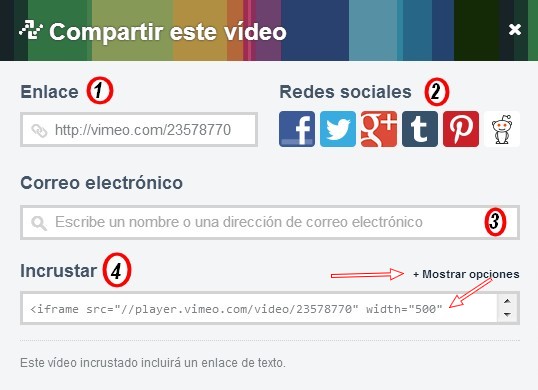 Compartir este vídeo
Enlace 1
Redes sociales 2
http://vimeo.com/23578770
f g+ t
Correo electrónico
Escribe un nombre o una dirección de correo electrónico 3
Incrustar 4
+ Mostrar opciones
<iframe src="//player.vimeo.com/video/23578770" width="500"
Este vídeo incrustado incluirá un enlace de texto.